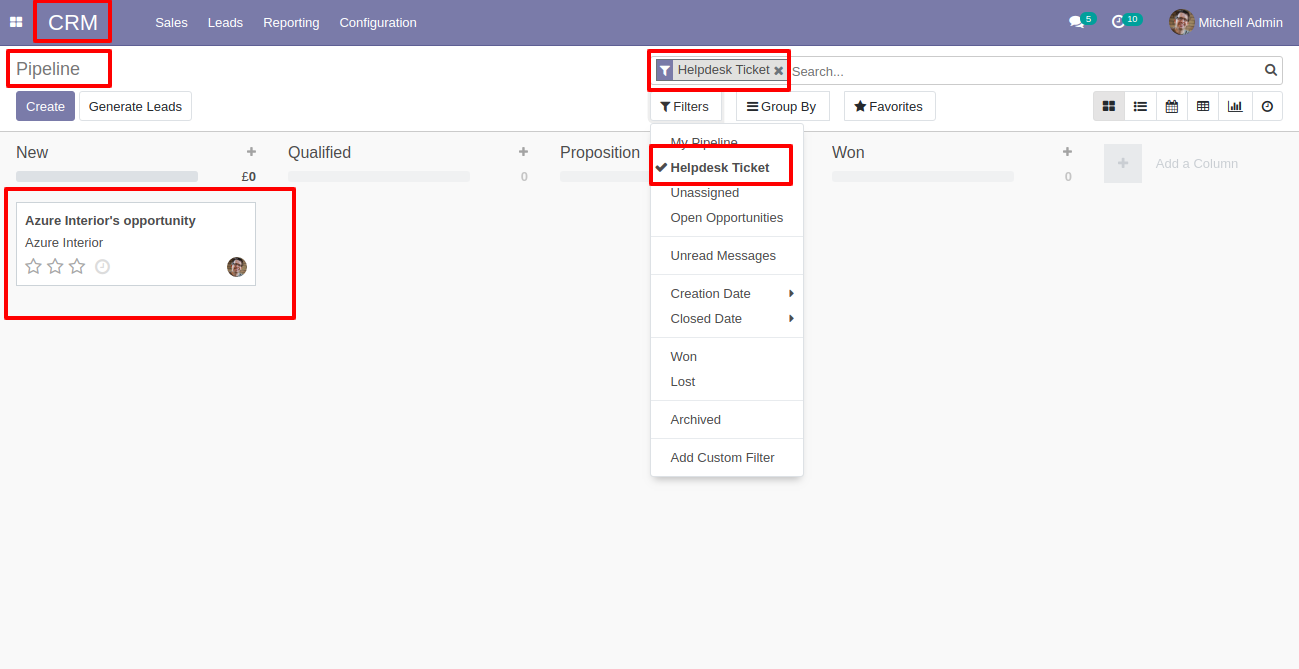 CRM Sales Leads Reporting Configuration 5 10 Mitchell Admin
Pipeline
Helpdesk Ticket Search...
Create Generate Leads Filters Group By Favorites
New Qualified Proposition Won Add a Column
£0 0 0
Azure Interior's opportunity
Azure Interior
My Pipeline
Helpdesk Ticket
Unassigned
Open Opportunities
Unread Messages
Creation Date
Closed Date
Won
Lost
Archived
Add Custom Filter